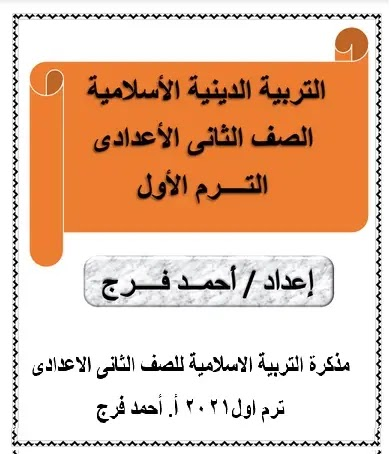 التربية الدينية الأسلامية
الصف الثانى الأعدادى
التـــرم الأول
إعداد / أحمـد فـــرج
مذكرة التربية الاسلامية للصف الثانى الاعدادى
ترم اول٢٠٢١ أ. أحمد فرج